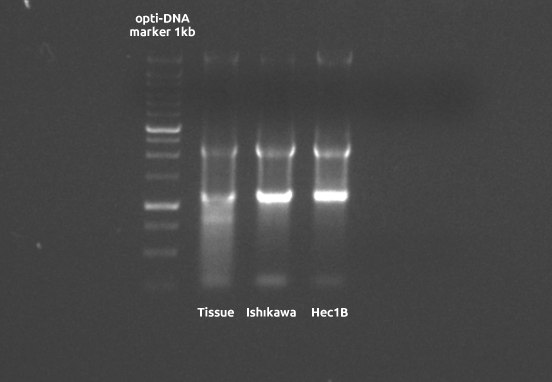 opti-DNA
marker 1kb
Tissue Ishikawa Hec1B